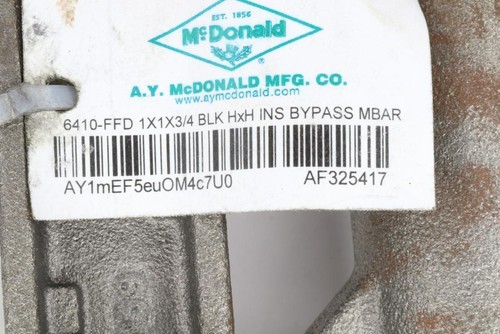 EST. 1856
McDonald
A.Y. McDONALD MFG. CO.
www.aymcdonald.com
6410-FFD 1X1X3/4 BLK HxH INS BYPASS MBAR
AY1mEF5euOM4c7U0
AF325417